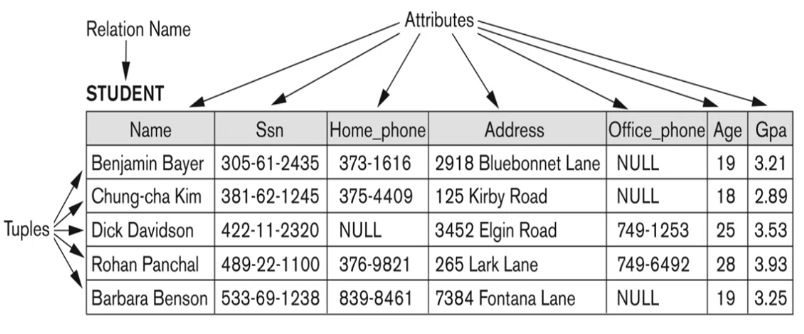 Attributes
Relation Name
STUDENT
Name Ssn Home_phone Address Office_phone Age Gpa
Benjamin Bayer 305-61-2435 373-1616 2918 Bluebonnet Lane NULL 19 3.21
Chung-cha Kim 381-62-1245 375-4409 125 Kirby Road NULL 18 2.89
Tuples Dick Davidson 422-11-2320 NULL 3452 Elgin Road 749-1253 25 3.53
Rohan Panchal 489-22-1100 376-9821 265 Lark Lane 749-6492 28 3.93
Barbara Benson 533-69-1238 839-8461 7384 Fontana Lane NULL 19 3.25